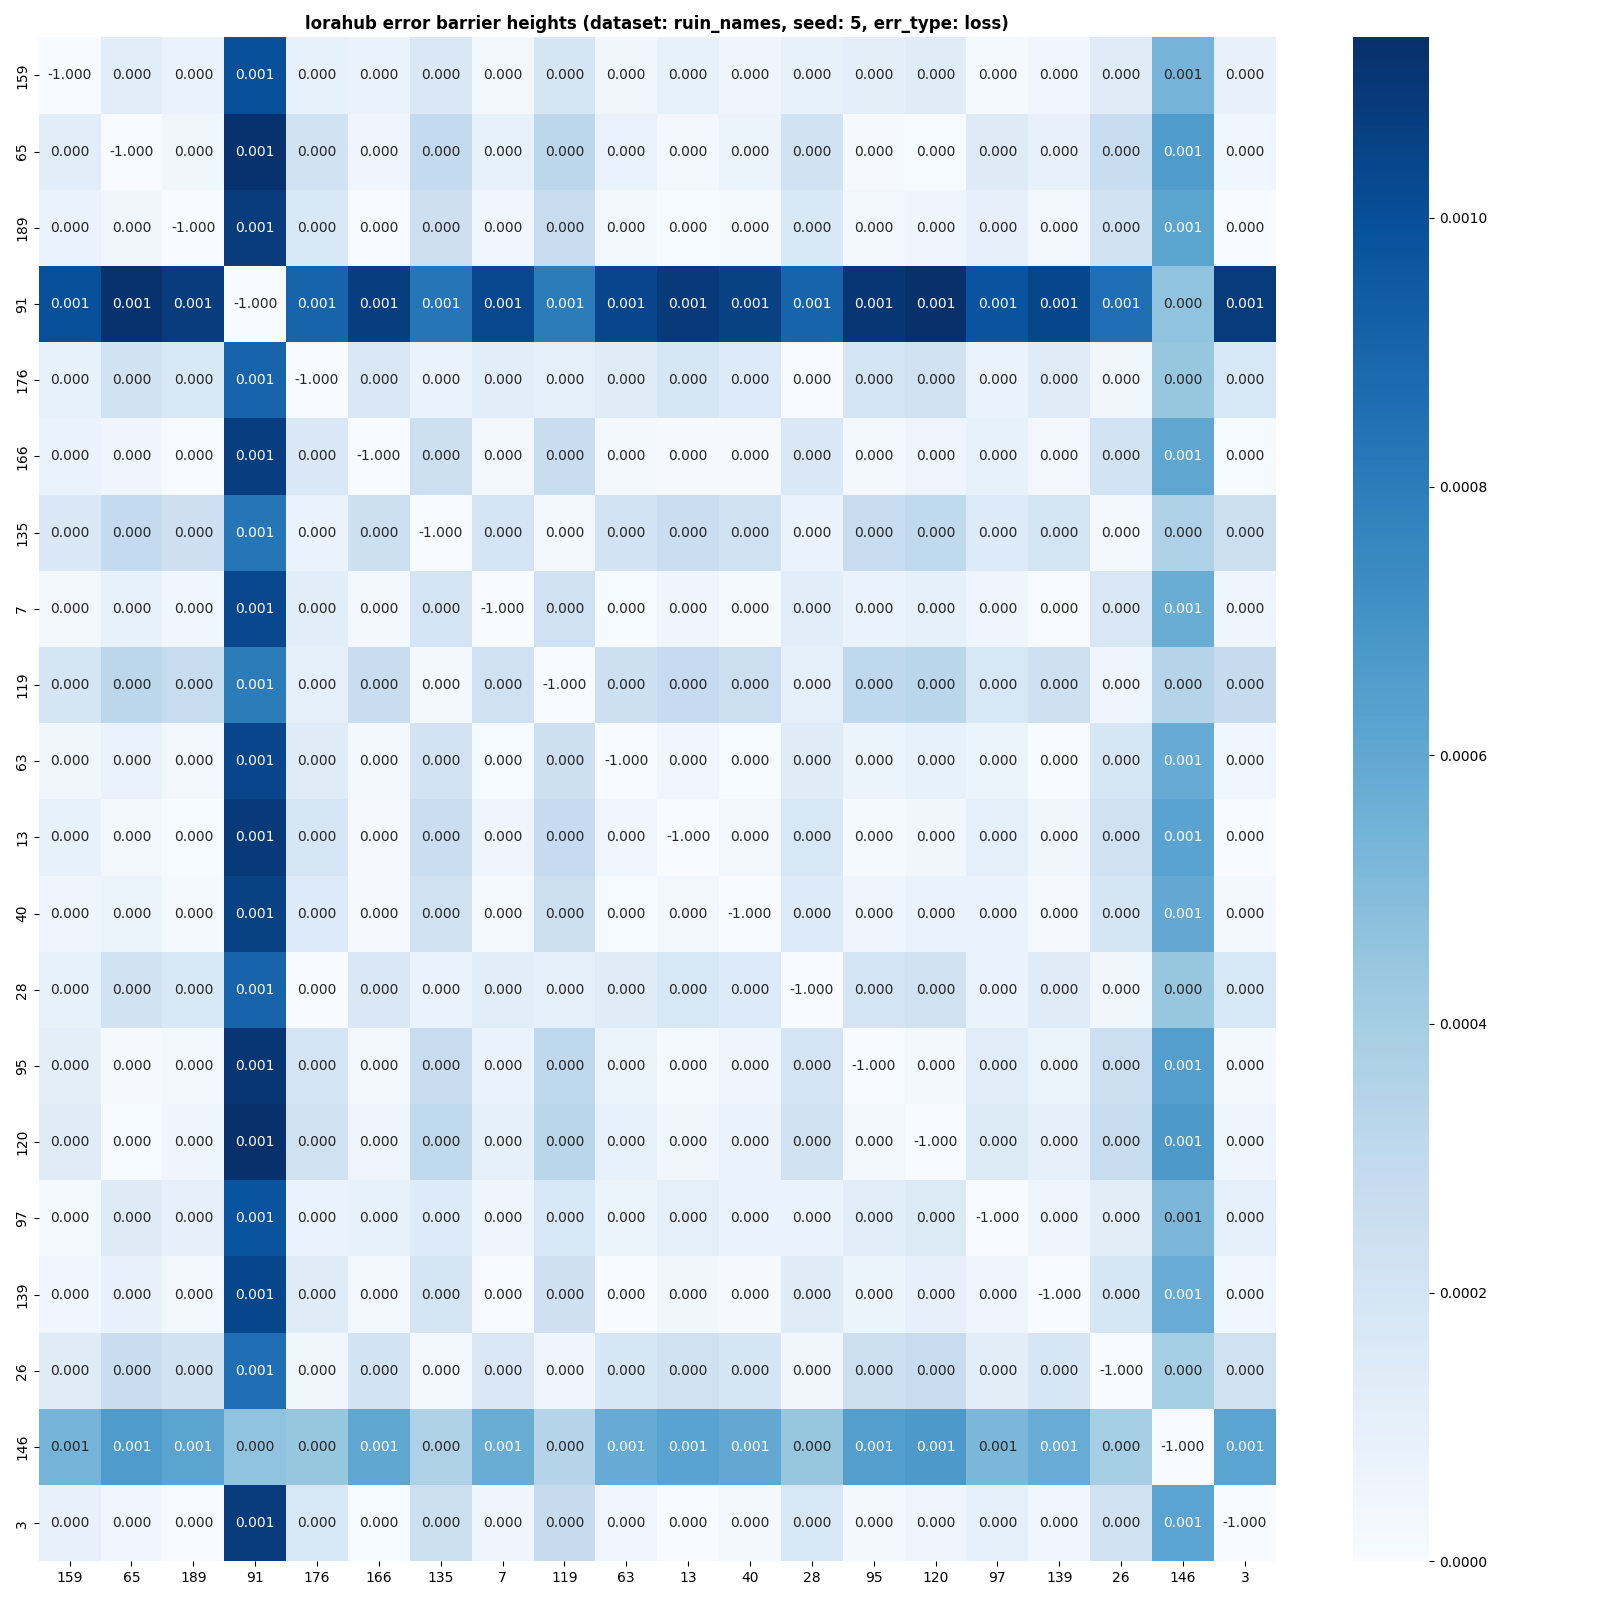 lorahub error barrier heights (dataset: ruin_names, seed: 5, err_type: loss)
159 -1.000 0.000 0.000 0.001 0.000 0.000 0.000 0.000 0.000 0.000 0.000 0.000 0.000 0.000 0.000 0.000 0.000 0.000 0.001 0.000
65 0.000 -1.000 0.000 0.001 0.000 0.000 0.000 0.000 0.000 0.000 0.000 0.000 0.000 0.000 0.000 0.000 0.000 0.000 0.001 0.000
189 0.000 0.000 -1.000 0.001 0.000 0.000 0.000 0.000 0.000 0.000 0.000 0.000 0.000 0.000 0.000 0.000 0.000 0.000 0.001 0.000
91 0.001 0.001 0.001 -1.000 0.001 0.001 0.001 0.001 0.001 0.001 0.001 0.001 0.001 0.001 0.001 0.001 0.001 0.001 0.000 0.001
176 0.000 0.000 0.000 0.001 -1.000 0.000 0.000 0.000 0.000 0.000 0.000 0.000 0.000 0.000 0.000 0.000 0.000 0.000 0.000 0.000
166 0.000 0.000 0.000 0.001 0.000 -1.000 0.000 0.000 0.000 0.000 0.000 0.000 0.000 0.000 0.000 0.000 0.000 0.000 0.001 0.000
135 0.000 0.000 0.000 0.001 0.000 0.000 -1.000 0.000 0.000 0.000 0.000 0.000 0.000 0.000 0.000 0.000 0.000 0.000 0.000 0.000
7 0.000 0.000 0.000 0.001 0.000 0.000 0.000 -1.000 0.000 0.000 0.000 0.000 0.000 0.000 0.000 0.000 0.000 0.000 0.001 0.000
119 0.000 0.000 0.000 0.001 0.000 0.000 0.000 0.000 -1.000 0.000 0.000 0.000 0.000 0.000 0.000 0.000 0.000 0.000 0.000 0.000
63 0.000 0.000 0.000 0.001 0.000 0.000 0.000 0.000 0.000 -1.000 0.000 0.000 0.000 0.000 0.000 0.000 0.000 0.000 0.001 0.000
13 0.000 0.000 0.000 0.001 0.000 0.000 0.000 0.000 0.000 0.000 -1.000 0.000 0.000 0.000 0.000 0.000 0.000 0.000 0.001 0.000
40 0.000 0.000 0.000 0.001 0.000 0.000 0.000 0.000 0.000 0.000 0.000 -1.000 0.000 0.000 0.000 0.000 0.000 0.000 0.001 0.000
28 0.000 0.000 0.000 0.001 0.000 0.000 0.000 0.000 0.000 0.000 0.000 0.000 -1.000 0.000 0.000 0.000 0.000 0.000 0.000 0.000
95 0.000 0.000 0.000 0.001 0.000 0.000 0.000 0.000 0.000 0.000 0.000 0.000 0.000 -1.000 0.000 0.000 0.000 0.000 0.001 0.000
120 0.000 0.000 0.000 0.001 0.000 0.000 0.000 0.000 0.000 0.000 0.000 0.000 0.000 0.000 -1.000 0.000 0.000 0.000 0.001 0.000
97 0.000 0.000 0.000 0.001 0.000 0.000 0.000 0.000 0.000 0.000 0.000 0.000 0.000 0.000 0.000 -1.000 0.000 0.000 0.001 0.000
139 0.000 0.000 0.000 0.001 0.000 0.000 0.000 0.000 0.000 0.000 0.000 0.000 0.000 0.000 0.000 0.000 -1.000 0.000 0.001 0.000
26 0.000 0.000 0.000 0.001 0.000 0.000 0.000 0.000 0.000 0.000 0.000 0.000 0.000 0.000 0.000 0.000 0.000 -1.000 0.000 0.000
146 0.001 0.001 0.001 0.000 0.000 0.001 0.000 0.001 0.000 0.001 0.001 0.001 0.000 0.001 0.001 0.001 0.001 0.000 -1.000 0.001
3 0.000 0.000 0.000 0.001 0.000 0.000 0.000 0.000 0.000 0.000 0.000 0.000 0.000 0.000 0.000 0.000 0.000 0.000 0.001 -1.000
159 65 189 91 176 166 135 7 119 63 13 40 28 95 120 97 139 26 146 3
0.0010
0.0008
0.0006
0.0004
0.0002
0.0000